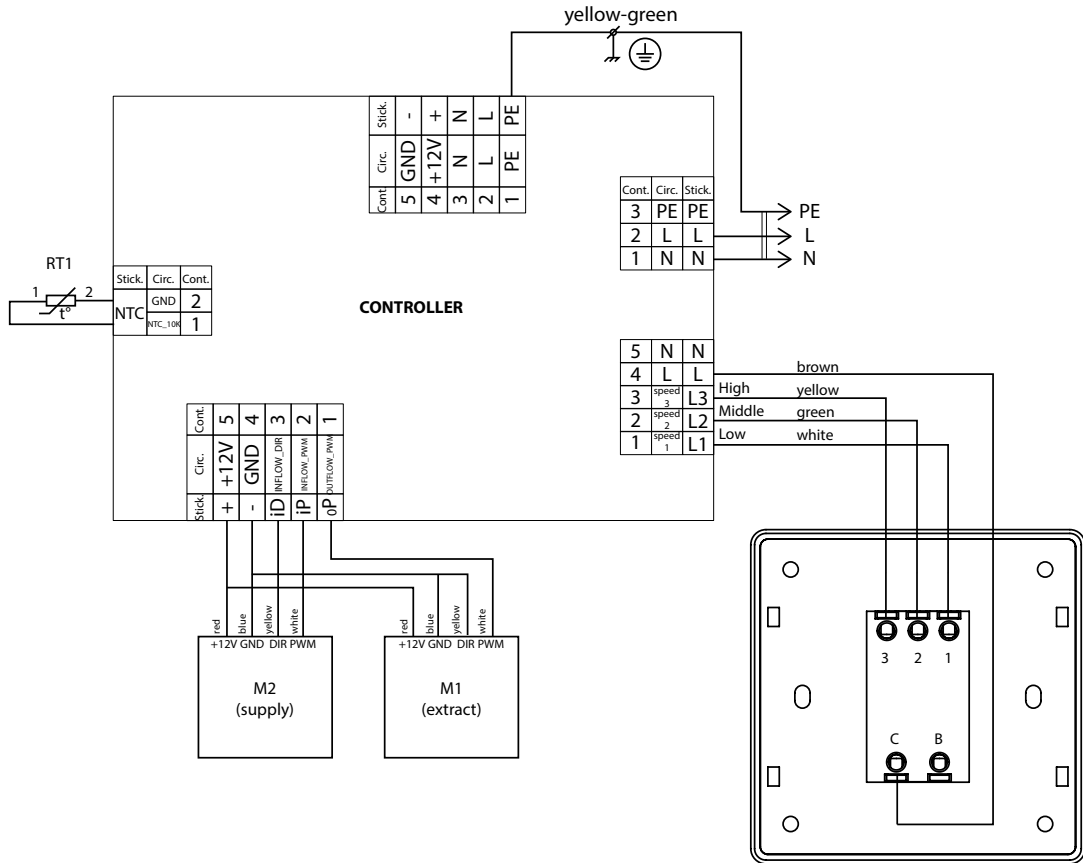 yellow-green
Stick. - + N L PE
Circ. GND +12V N L PE
Cont. 5 4 3 2 1
Cont. Circ. Stick.
3 PE PE
2 L L
1 N N
PE
L
N
RT1
1 2
t°
Stick. Circ. Cont.
NTC GND 2
NTC_10K 1
CONTROLLER
5 N N
4 L L
3 speed 3 L3
2 speed 2 L2
1 speed 1 L1
brown
High yellow
Middle green
Low white
Cont. 5 4 3 2 1
Circ. +12V GND INFLOW_DIR INFLOW_PWM OUTFLOW_PWM
Stick. + - iD iP oP
red blue yellow white
+12V GND DIR PWM
M2
(supply)
red blue yellow white
+12V GND DIR PWM
M1
(extract)
3 2 1
C B